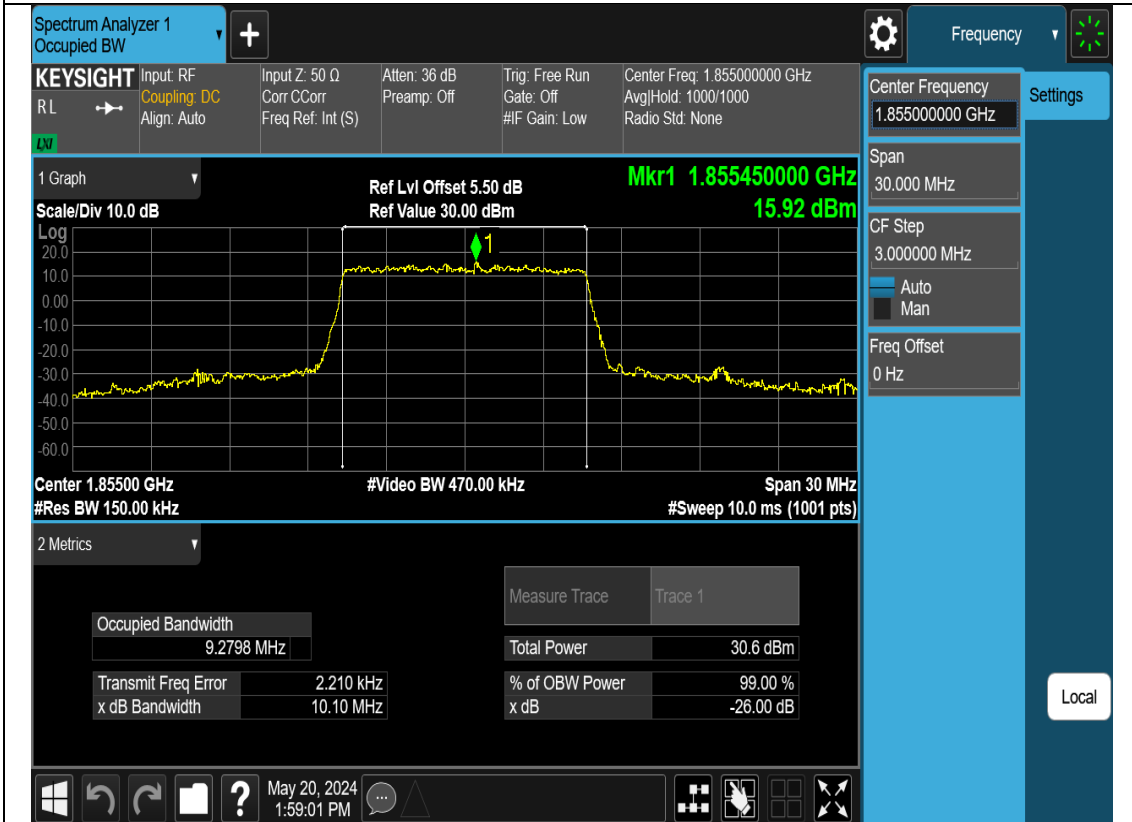 Spectrum Analyzer 1
Occupied BW
Frequency
KEYSIGHT
RL
LXI
Input: RF
Coupling: DC
Align: Auto
Input Z: 50 Ω
Corr CCorr
Freq Ref: Int (S)
Atten: 36 dB
Preamp: Off
Trig: Free Run
Gate: Off
#IF Gain: Low
Center Freq: 1.855000000 GHz
Avg|Hold: 1000/1000
Radio Std: None
Center Frequency
1.855000000 GHz
Settings
Span
30.000 MHz
CF Step
3.000000 MHz
Auto
Man
Freq Offset
0 Hz
Local
1 Graph
Scale/Div 10.0 dB
Ref Lvl Offset 5.50 dB
Ref Value 30.00 dBm
Mkr1 1.855450000 GHz
15.92 dBm
Log
1
20.0
10.0
0.00
-10.0
-20.0
-30.0
-40.0
-50.0
-60.0
Center 1.85500 GHz
#Video BW 470.00 kHz
Span 30 MHz
#Res BW 150.00 kHz
#Sweep 10.0 ms (1001 pts)
2 Metrics
Measure Trace Trace 1
Occupied Bandwidth
9.2798 MHz
Total Power 30.6 dBm
Transmit Freq Error 2.210 kHz
% of OBW Power 99.00 %
x dB Bandwidth 10.10 MHz
x dB -26.00 dB
May 20, 2024
1:59:01 PM